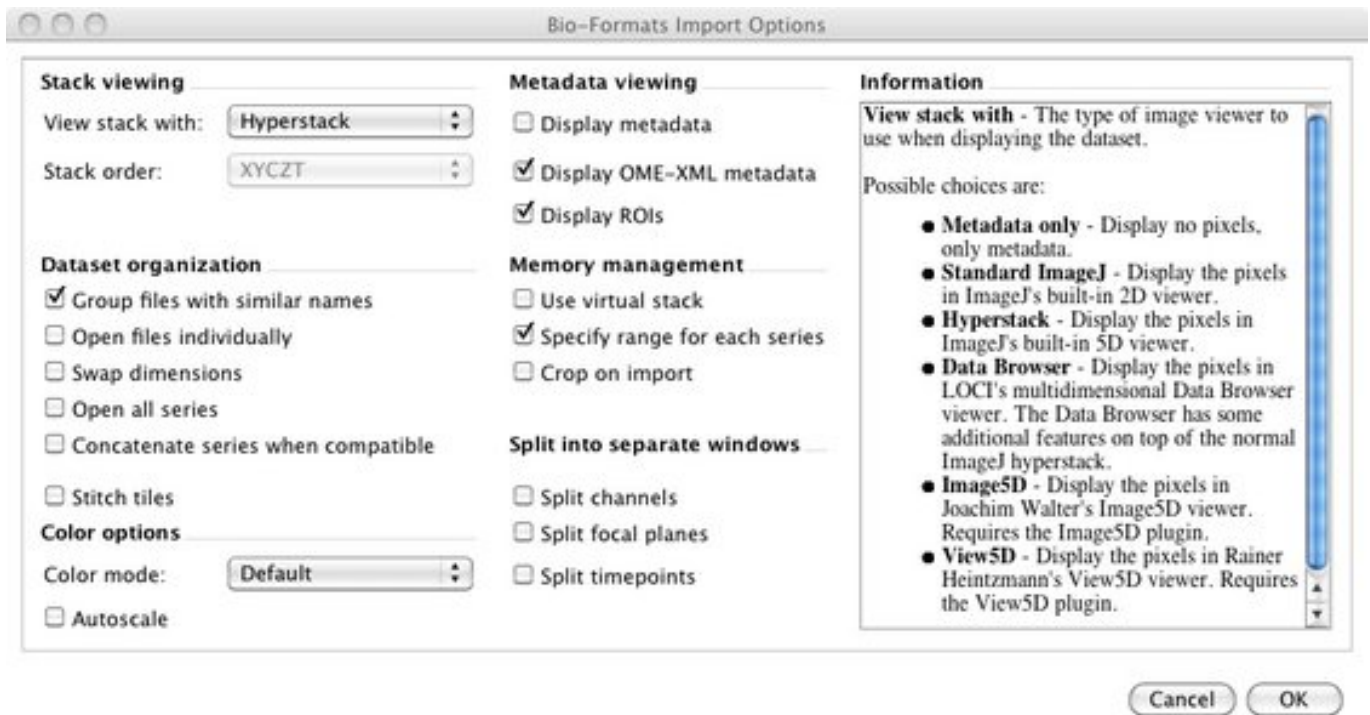 Bio-Formats Import Options
Stack viewing
View stack with: Hyperstack
Stack order: XYCZT
Dataset organization
Group files with similar names
Open files individually
Swap dimensions
Open all series
Concatenate series when compatible
Stitch tiles
Color options
Color mode: Default
Autoscale
Metadata viewing
Display metadata
Display OME-XML metadata
Display ROIs
Memory management
Use virtual stack
Specify range for each series
Crop on import
Split into separate windows
Split channels
Split focal planes
Split timepoints
Information
View stack with - The type of image viewer to
use when displaying the dataset.
Possible choices are:
Metadata only - Display no pixels,
only metadata.
Standard ImageJ - Display the pixels
in ImageJ's built-in 2D viewer.
Hyperstack - Display the pixels in
ImageJ's built-in 5D viewer.
Data Browser - Display the pixels in
LOCI's multidimensional Data Browser
viewer. The Data Browser has some
additional features on top of the normal
ImageJ hyperstack.
Image5D - Display the pixels in
Joachim Walter's Image5D viewer.
Requires the Image5D plugin.
View5D - Display the pixels in Rainer
Heintzmann's View5D viewer. Requires
the View5D plugin.
Cancel
OK